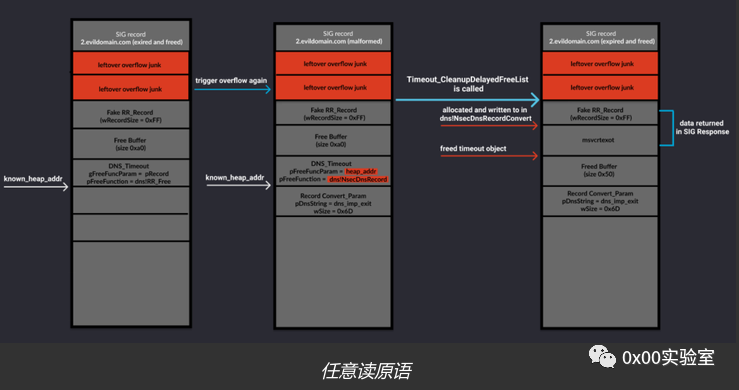 SIG record
2.evildomain.com (exired and freed)
leftover overflow junk
leftover overflow junk
Fake RR_Record
(wRecordSize = 0xFF)
Free Buffer
(size 0xa0)
DNS_Timeout
gFreeFuncParam = pRecord
pFreeFunction = dns!RR_Free
known_heap_addr
trigger overflow again
SIG record
2.evildomain.com (malformed)
leftover overflow junk
leftover overflow junk
Fake RR_Record
(wRecordSize = 0xFF)
Free Buffer
(size 0xa0)
DNS_Timeout
pFreeFuncParam = heap_addr
pFreeFunction = dns!NsecDnsRecord
Record Convert_Param
pDnsString = dns_imp_exit
wSize = 0x6D
known_heap_addr
Timeout_CleanupDelayedFreeList
is called
allocated and written to in
dns!NsecDnsRecordConvert
freed timeout object
SIG record
2.evildomain.com (expired and freed)
leftover overflow junk
leftover overflow junk
Fake RR_Record
(wRecordSize = 0xFF)
msvcrtexot
Freed Buffer
(size 0x50)
Record Convert_Param
pDnsString = dns_imp_exit
wSize = 0x6D
data returned
in SIG Response
任意读原语
0x00实验室